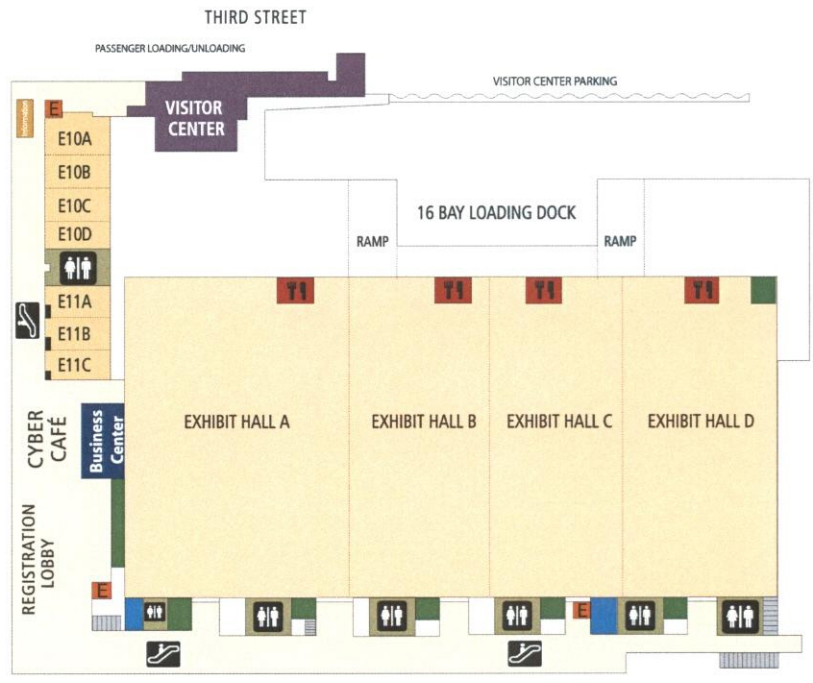 THIRD STREET
PASSENGER LOADING/UNLOADING
VISITOR CENTER PARKING
VISITOR
CENTER
Information
E
E10A
E10B
E10C
E10D
16 BAY LOADING DOCK
RAMP
RAMP
E11A
E11B
E11C
EXHIBIT HALL A
EXHIBIT HALL B
EXHIBIT HALL C
EXHIBIT HALL D
CYBER
CAFÉ
Business
Center
REGISTRATION
LOBBY
E
E